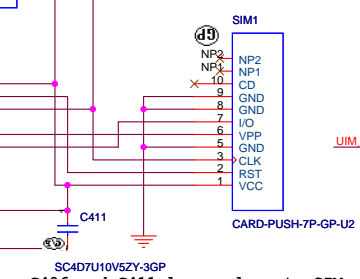 SIM1
GP
NP2 NP2
NP1 NP1
10 CD
9 GND
8 GND
7 I/O
6 VPP
5 GND
3 CLK
2 RST
1 VCC
UIM
C411
CARD-PUSH-7P-GP-U2
SC4D7U10V5ZY-3GP